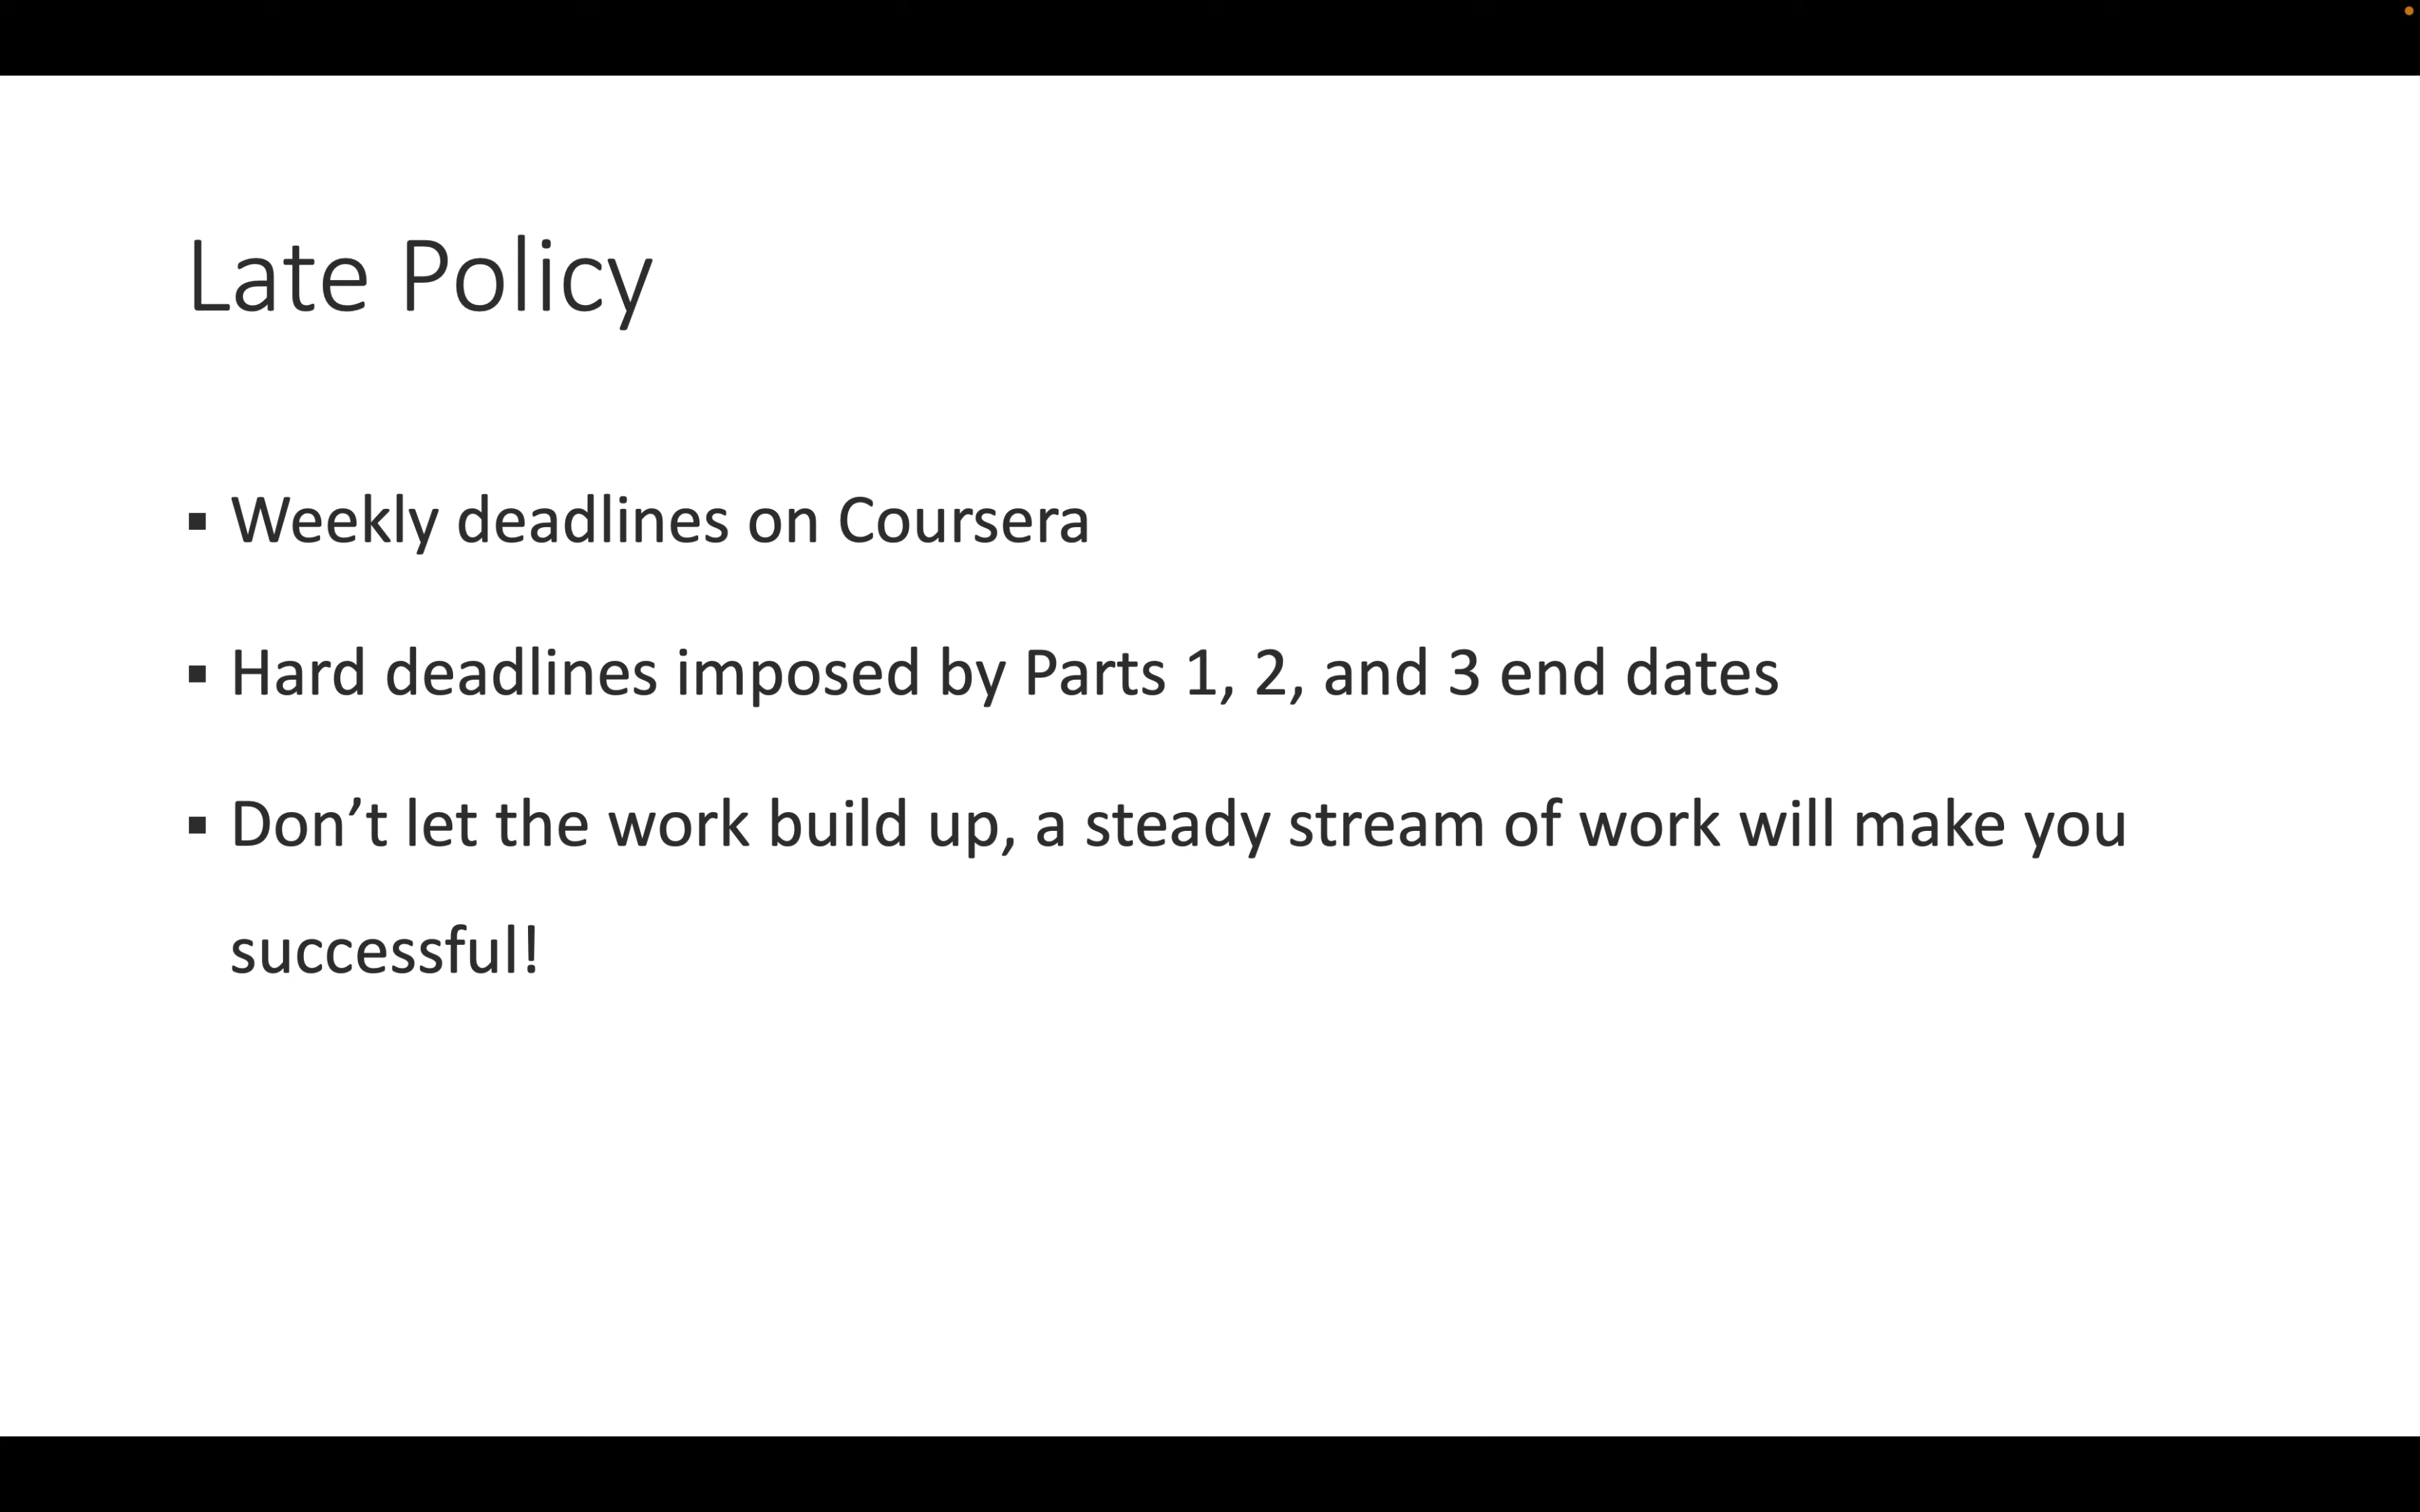 Late Policy
▪ Weekly deadlines on Coursera
▪ Hard deadlines imposed by Parts 1, 2, and 3 end dates
▪ Don’t let the work build up, a steady stream of work will make you
successful!